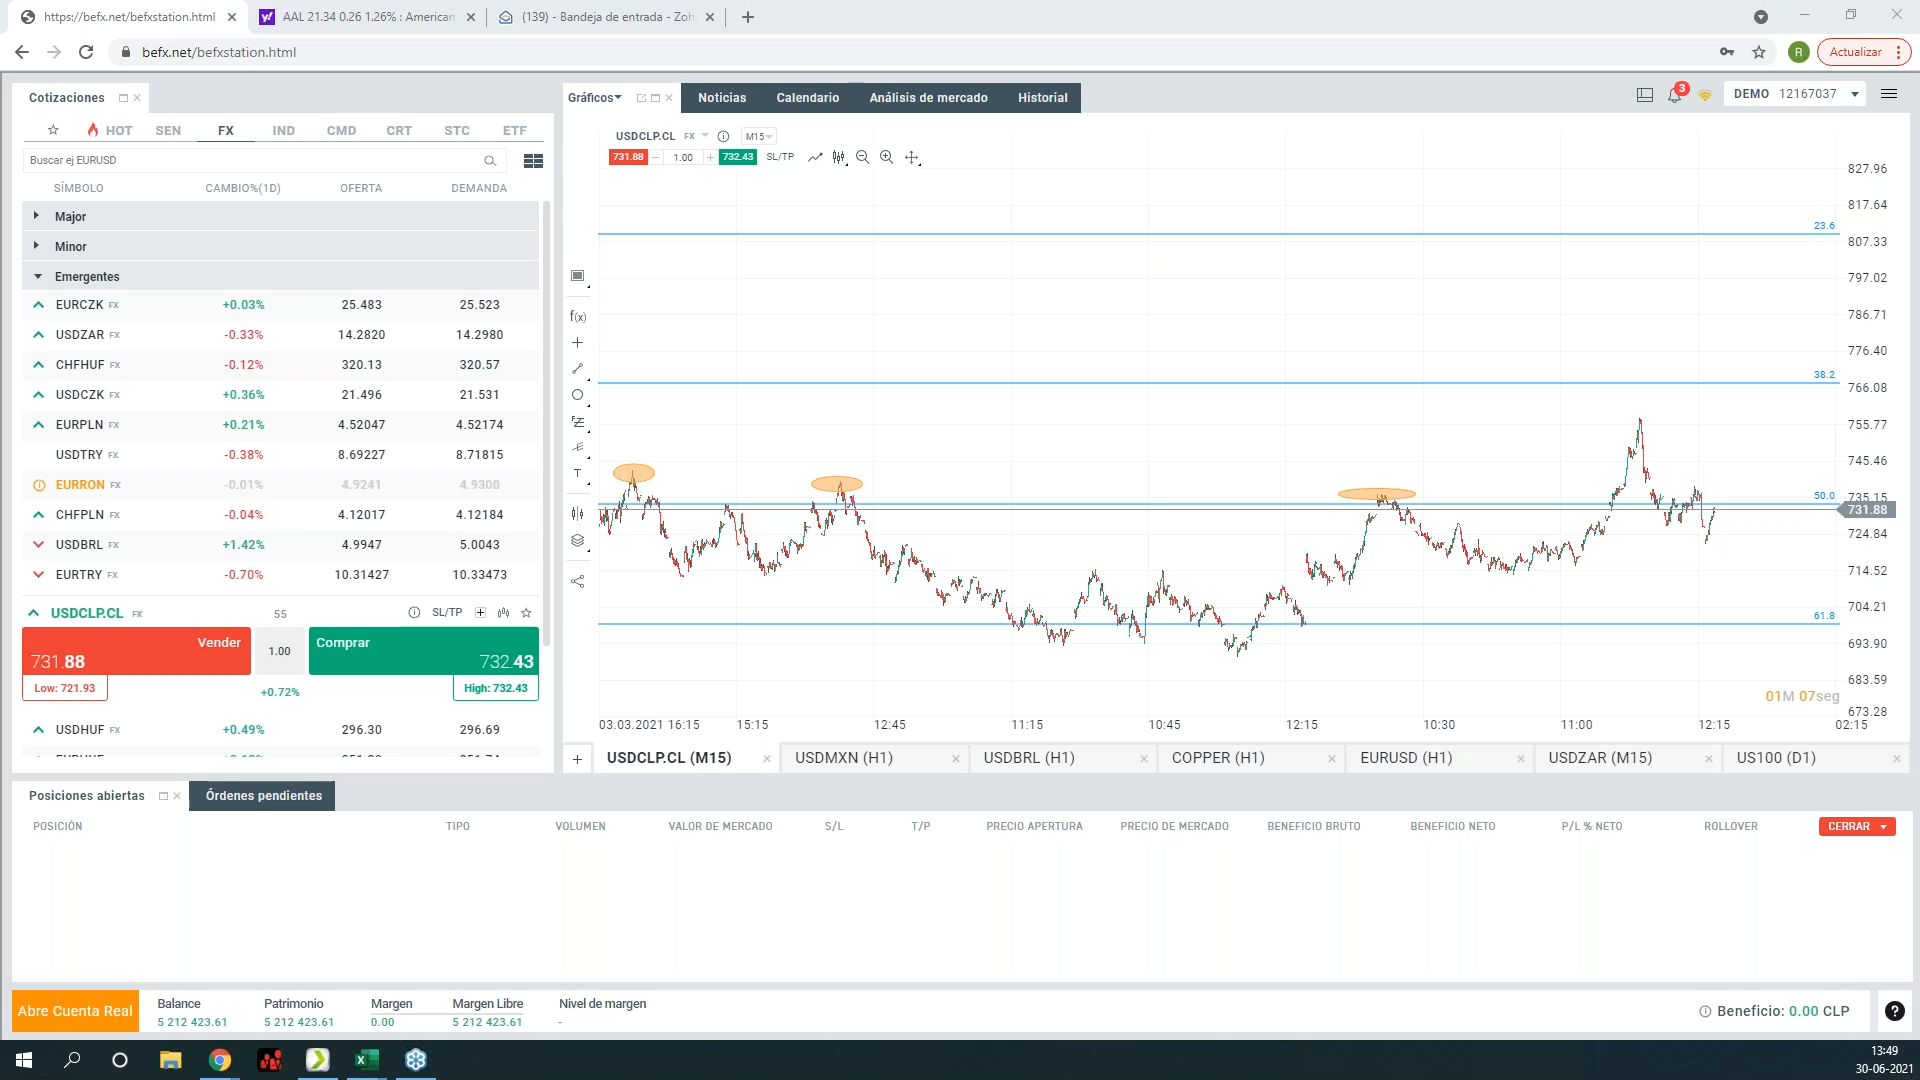 https://befx.net/befxstation.html
AAL 21.34 0.26 1.26% : American
(139) - Bandeja de entrada - Zoh
befx.net/befxstation.html
R
Actualizar
Cotizaciones
Gráficos
Noticias
Calendario
Análisis de mercado
Historial
3
DEMO 12167037
HOT SEN FX IND CMD CRT STC ETF
Buscar ej EURUSD
SÍMBOLO CAMBIO%(1D) OFERTA DEMANDA
Major
Minor
Emergentes
EURCZK FX +0.03% 25.483 25.523
USDZAR FX -0.33% 14.2820 14.2980
CHFHUF FX -0.12% 320.13 320.57
USDCZK FX +0.36% 21.496 21.531
EURPLN FX +0.21% 4.52047 4.52174
USDTRY FX -0.38% 8.69227 8.71815
EURRON FX -0.01% 4.9241 4.9300
CHFPLN FX -0.04% 4.12017 4.12184
USDBRL FX +1.42% 4.9947 5.0043
EURTRY FX -0.70% 10.31427 10.33473
USDCLP.CL FX 55 SL/TP
Vender
731.88
1.00
Comprar
732.43
Low: 721.93
+0.72%
High: 732.43
USDHUF FX +0.49% 296.30 296.69
USDCLP.CL FX M15
731.88 1.00 732.43 SL/TP
f(x)
T
827.96
817.64
807.33
797.02
786.71
776.40
766.08
755.77
745.46
735.15
731.88
724.84
714.52
704.21
693.90
683.59
673.28
23.6
38.2
50.0
61.8
01M 07seg
03.03.2021 16:15 15:15 12:45 11:15 10:45 12:15 10:30 11:00 12:15 02:15
USDCLP.CL (M15) USDMXN (H1) USDBRL (H1) COPPER (H1) EURUSD (H1) USDZAR (M15) US100 (D1)
Posiciones abiertas
Órdenes pendientes
POSICIÓN TIPO VOLUMEN VALOR DE MERCADO S/L T/P PRECIO APERTURA PRECIO DE MERCADO BENEFICIO BRUTO BENEFICIO NETO P/L % NETO ROLLOVER CERRAR
Abre Cuenta Real
Balance Patrimonio Margen Margen Libre Nivel de margen
5 212 423.61 5 212 423.61 0.00 5 212 423.61 -
Beneficio: 0.00 CLP
?
13:49
30-06-2021